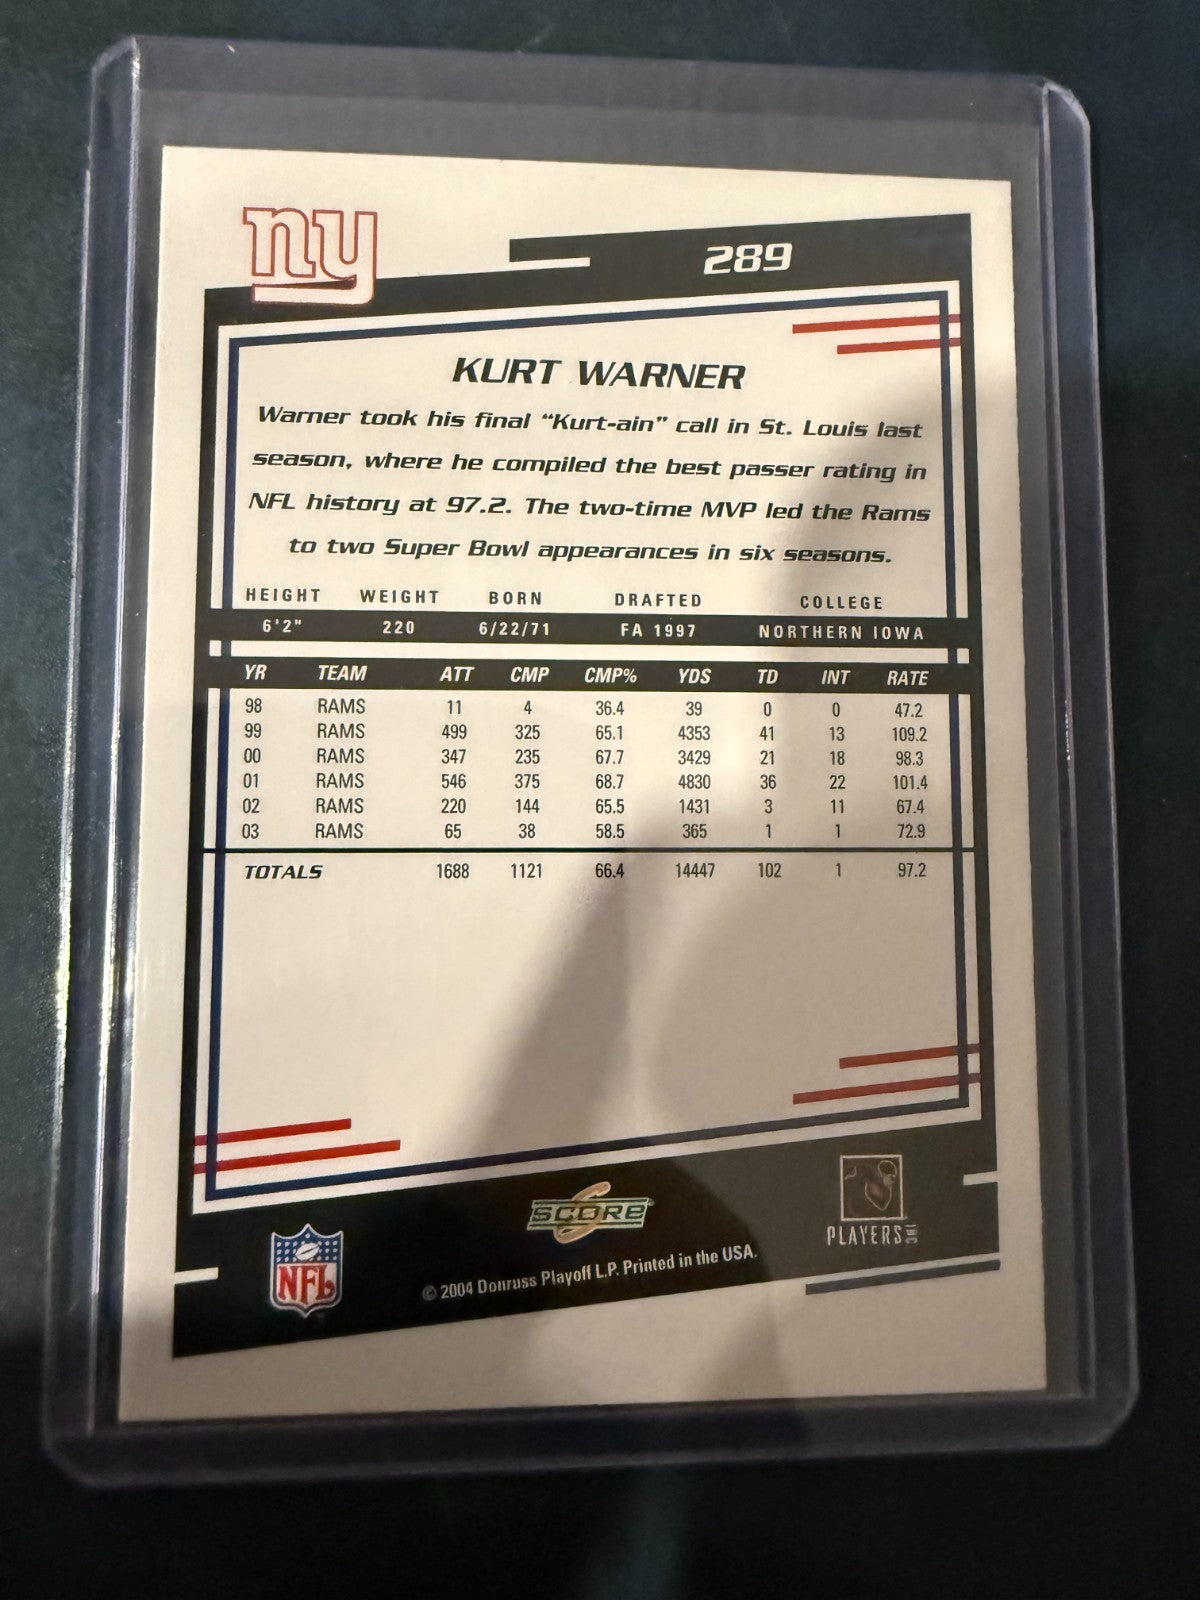 ny
289
KURT WARNER
Warner took his final “Kurt-ain” call in St. Louis last
season, where he compiled the best passer rating in
NFL history at 97.2. The two-time MVP led the Rams
to two Super Bowl appearances in six seasons.
HEIGHT WEIGHT BORN DRAFTED COLLEGE
6'2" 220 6/22/71 FA 1997 NORTHERN IOWA
YR TEAM ATT CMP CMP% YDS TD INT RATE
98 RAMS 11 4 36.4 39 0 0 47.2
99 RAMS 499 325 65.1 4353 41 13 109.2
00 RAMS 347 235 67.7 3429 21 18 98.3
01 RAMS 546 375 68.7 4830 36 22 101.4
02 RAMS 220 144 65.5 1431 3 11 67.4
03 RAMS 65 38 58.5 365 1 1 72.9
TOTALS 1688 1121 66.4 14447 102 1 97.2
SCORE
PLAYERS INC
NFL
© 2004 Donruss Playoff L.P. Printed in the USA.